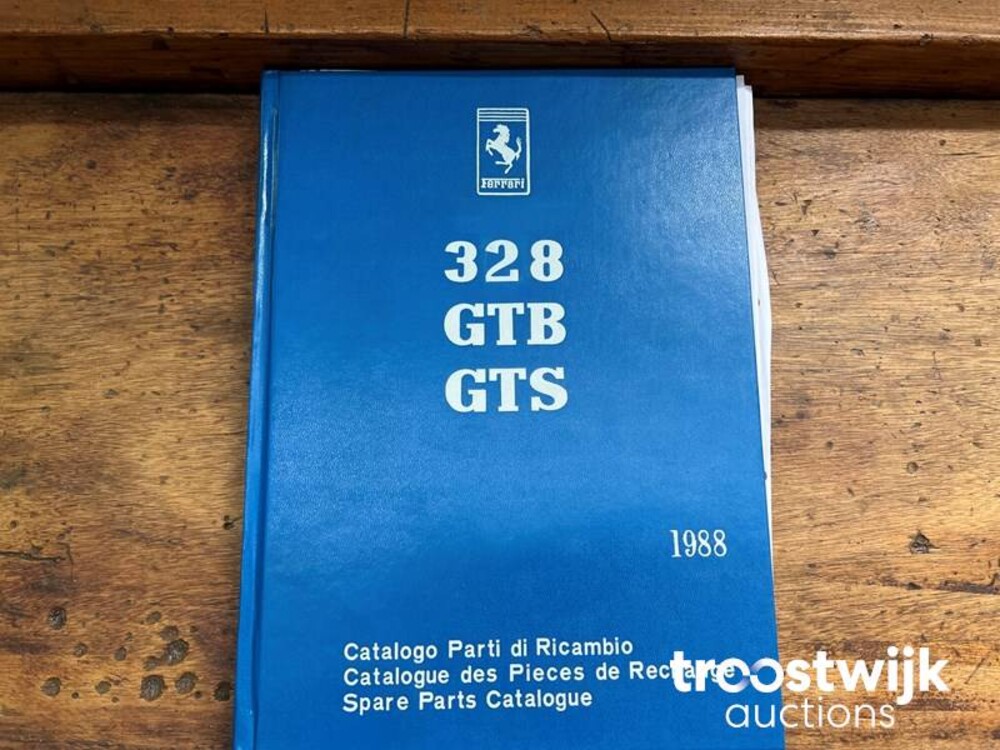 Ferrari
328
GTB
GTS
1988
Catalogo Parti di Ricambio
Catalogue des Pieces de Rechange
Spare Parts Catalogue
troostwijk
auctions